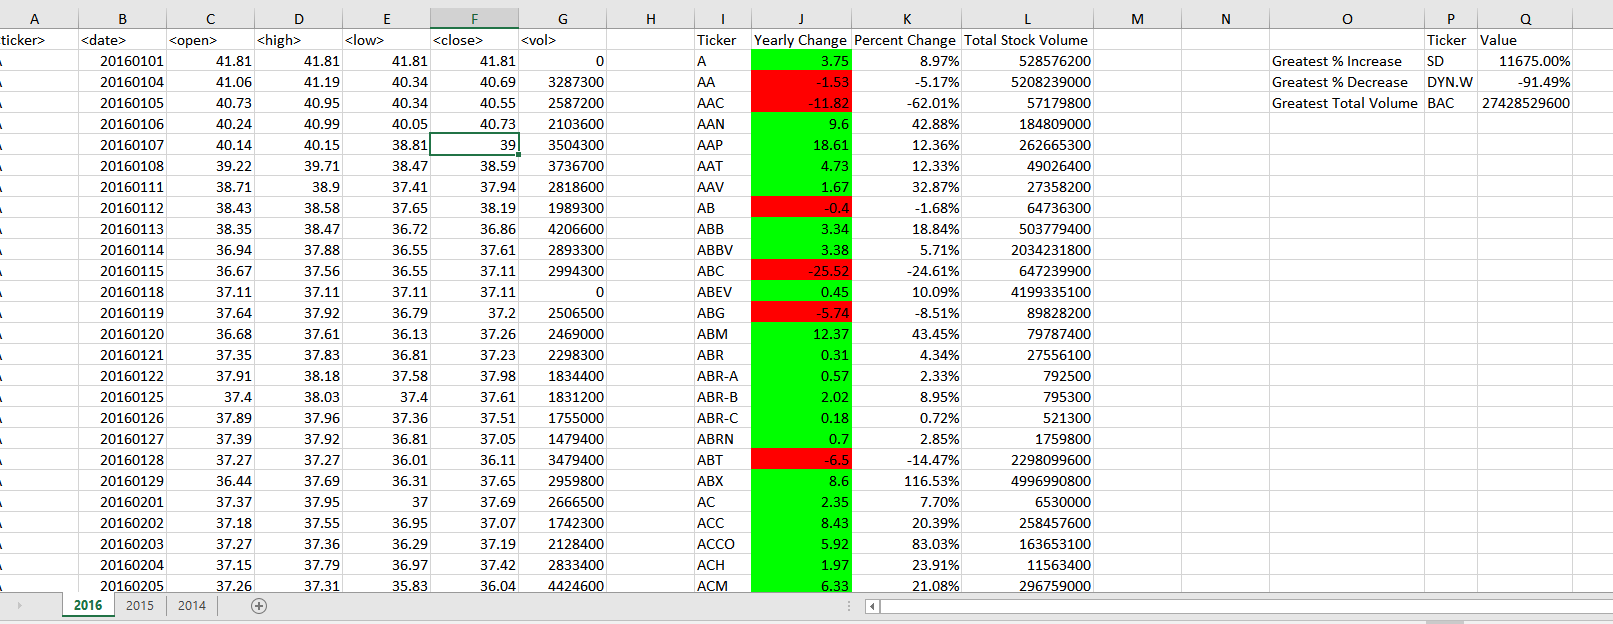 A B C D E F G H I J K L M N O P Q
ticker> <date> <open> <high> <low> <close> <vol> Ticker Yearly Change Percent Change Total Stock Volume Ticker Value
20160101 41.81 41.81 41.81 41.81 0 A 3.75 8.97% 528576200 Greatest % Increase SD 11675.00%
20160104 41.06 41.19 40.34 40.69 3287300 AA -1.53 -5.17% 5208239000 Greatest % Decrease DYN.W -91.49%
20160105 40.73 40.95 40.34 40.55 2587200 AAC -11.82 -62.01% 57179800 Greatest Total Volume BAC 27428529600
20160106 40.24 40.99 40.05 40.73 2103600 AAN 9.6 42.88% 184809000
20160107 40.14 40.15 38.81 39 3504300 AAP 18.61 12.36% 262665300
20160108 39.22 39.71 38.47 38.59 3736700 AAT 4.73 12.33% 49026400
20160111 38.71 38.9 37.41 37.94 2818600 AAV 1.67 32.87% 27358200
20160112 38.43 38.58 37.65 38.19 1989300 AB -0.4 -1.68% 64736300
20160113 38.35 38.47 36.72 36.86 4206600 ABB 3.34 18.84% 503779400
20160114 36.94 37.88 36.55 37.61 2893300 ABBV 3.38 5.71% 2034231800
20160115 36.67 37.56 36.55 37.11 2994300 ABC -25.52 -24.61% 647239900
20160118 37.11 37.11 37.11 37.11 0 ABEV 0.45 10.09% 4199335100
20160119 37.64 37.92 36.79 37.2 2506500 ABG -5.74 -8.51% 89828200
20160120 36.68 37.61 36.13 37.26 2469000 ABM 12.37 43.45% 79787400
20160121 37.35 37.83 36.81 37.23 2298300 ABR 0.31 4.34% 27556100
20160122 37.91 38.18 37.58 37.98 1834400 ABR-A 0.57 2.33% 792500
20160125 37.4 38.03 37.4 37.61 1831200 ABR-B 2.02 8.95% 795300
20160126 37.89 37.96 37.36 37.51 1755000 ABR-C 0.18 0.72% 521300
20160127 37.39 37.92 36.81 37.05 1479400 ABRN 0.7 2.85% 1759800
20160128 37.27 37.27 36.01 36.11 3479400 ABT -6.5 -14.47% 2298099600
20160129 36.44 37.69 36.31 37.65 2959800 ABX 8.6 116.53% 4996990800
20160201 37.37 37.95 37 37.69 2666500 AC 2.35 7.70% 6530000
20160202 37.18 37.55 36.95 37.07 1742300 ACC 8.43 20.39% 258457600
20160203 37.27 37.36 36.29 37.19 2128400 ACCO 5.92 83.03% 163653100
20160204 37.15 37.79 36.97 37.42 2833400 ACH 1.97 23.91% 11563400
20160205 37.26 37.31 35.83 36.04 4424600 ACM 6.33 21.08% 296759000
2016 2015 2014